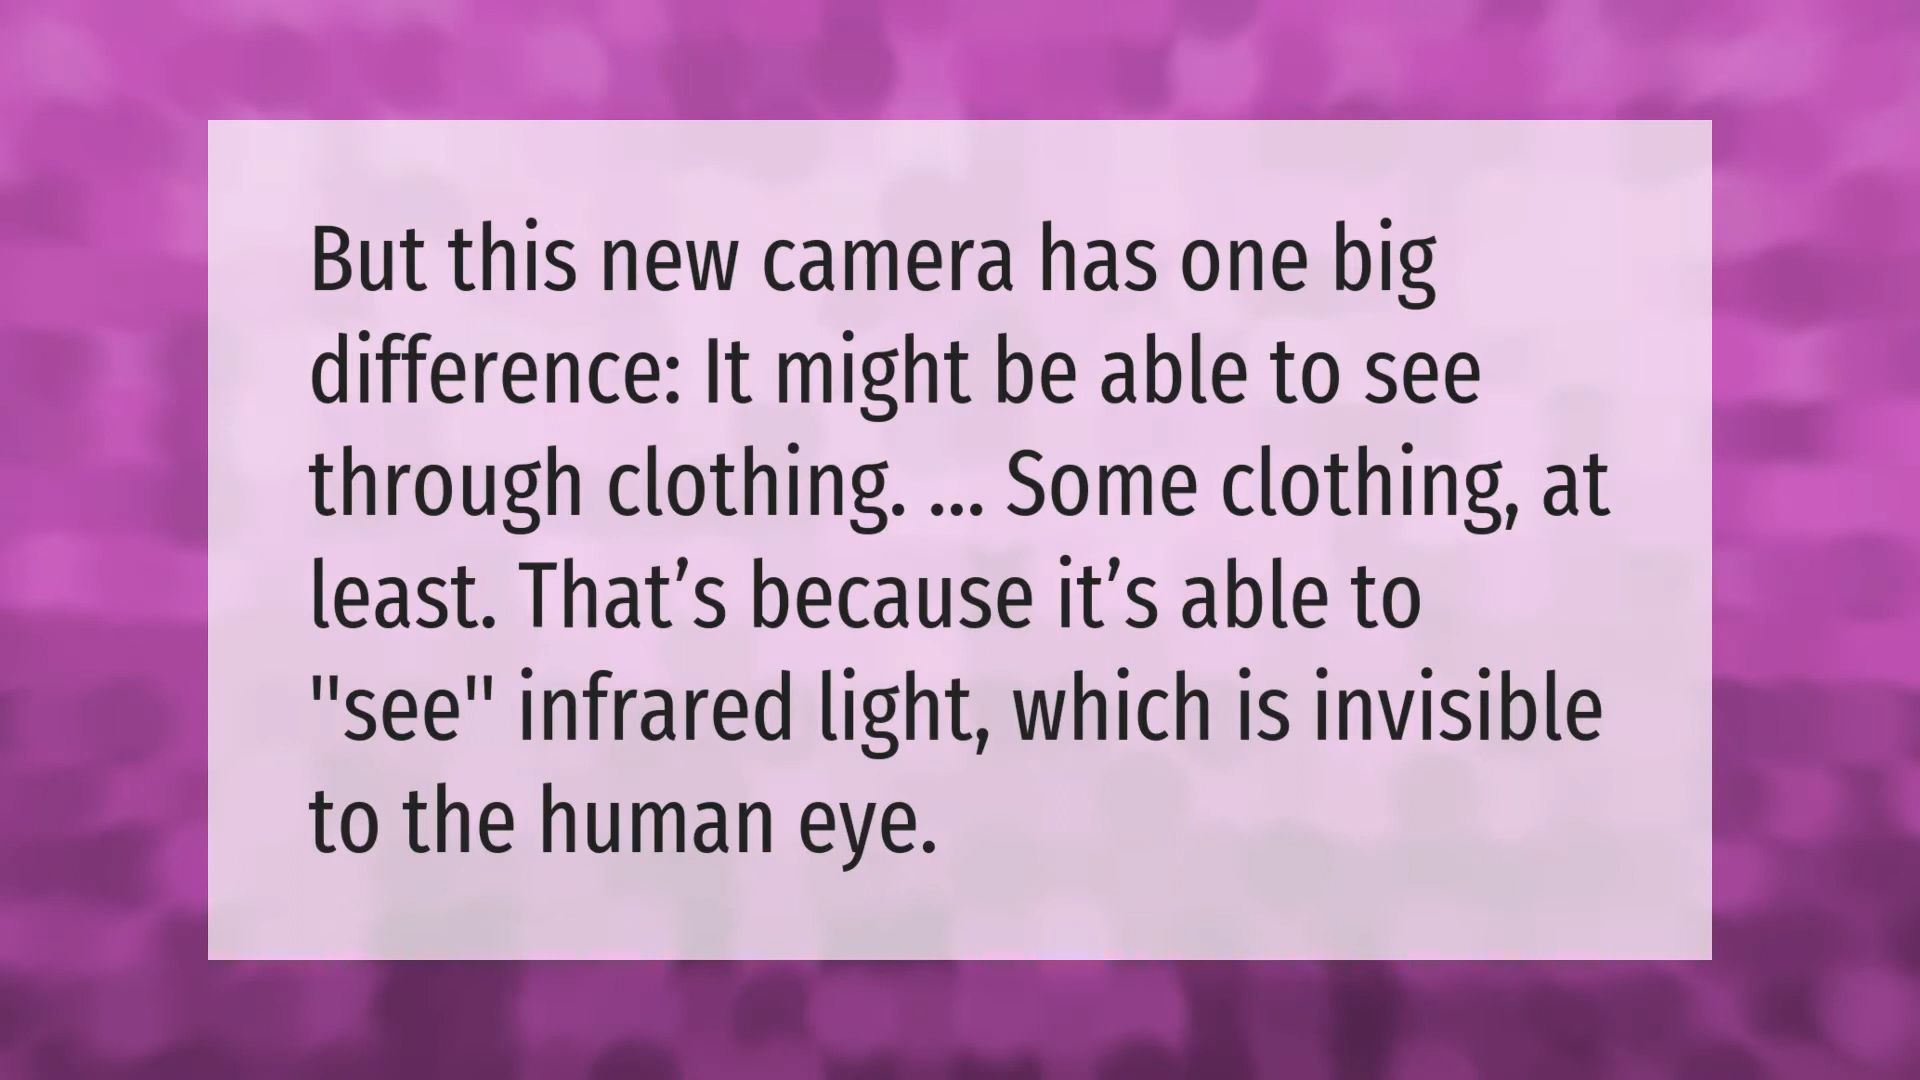 But this new camera has one big
difference: It might be able to see
through clothing. ... Some clothing, at
least. That’s because it’s able to
"see" infrared light, which is invisible
to the human eye.